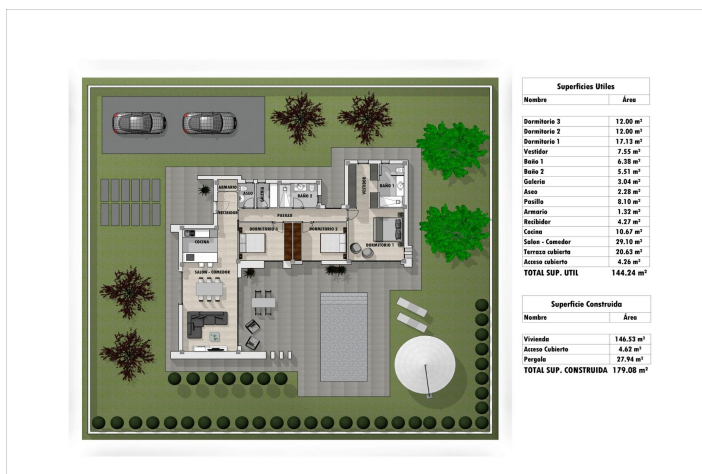 Superficies Utiles
Nombre Área
Dormitorio 3 12.00 m²
Dormitorio 2 12.00 m²
Dormitorio 1 17.13 m²
Vestidor 7.55 m²
Baño 1 6.38 m²
Baño 2 5.51 m²
Galeria 3.04 m²
Aseo 2.28 m²
Pasillo 8.10 m²
Armario 1.32 m²
Recibidor 4.27 m²
Cocina 10.67 m²
Salon - Comedor 29.10 m²
Terraza cubierto 20.63 m²
Acceso cubierto 4.26 m²
TOTAL SUP. UTIL 144.24 m²
Superficie Construida
Nombre Área
Vivienda 146.53 m²
Acceso Cubierto 4.62 m²
Pergola 27.94 m²
TOTAL SUP. CONSTRUIDA 179.08 m²
ARMARIO
ASEO
GALERIA
BAÑO 2
VESTIDOR
BAÑO 1
RECIBIDOR
PASILLO
COCINA
DORMITORIO 3
DORMITORIO 2
DORMITORIO 1
SALON - COMEDOR